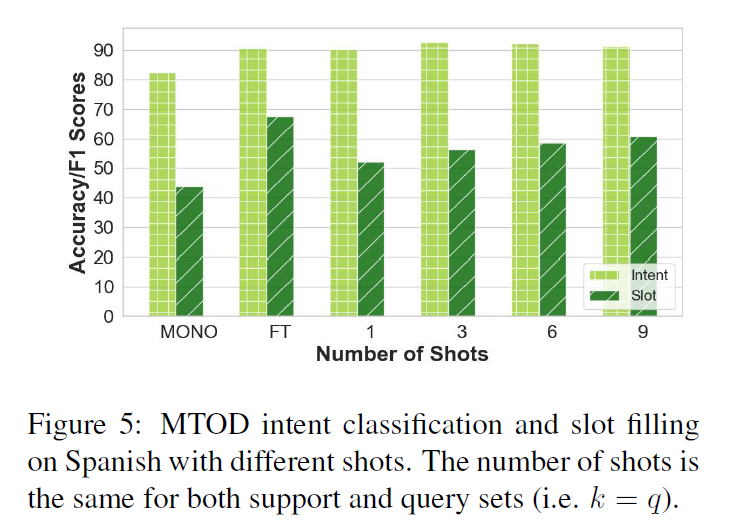 90
80
70
60
50
40
30
20
10
0
Accuracy/F1 Scores
Intent
Slot
MONO FT 1 3 6 9
Number of Shots
Figure 5: MTOD intent classification and slot filling
on Spanish with different shots. The number of shots is
the same for both support and query sets (i.e. k = q).